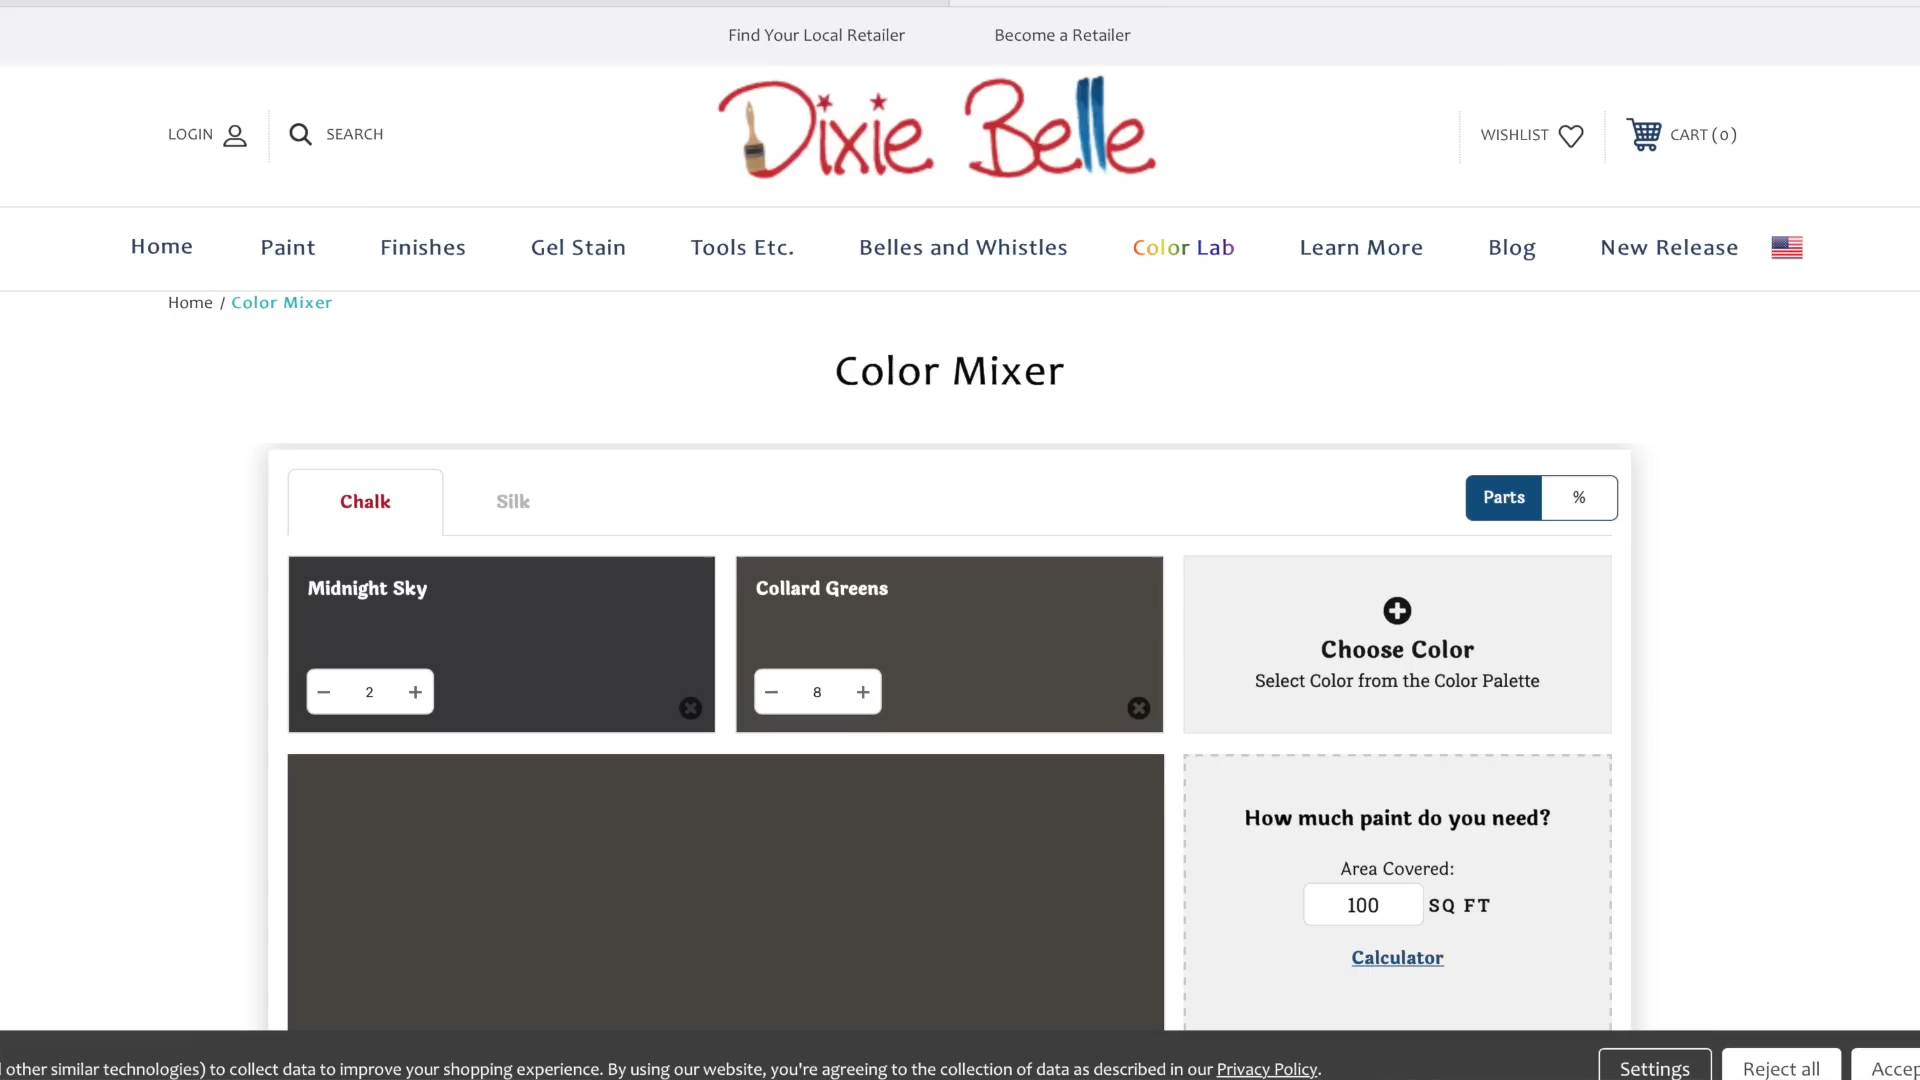 Find Your Local Retailer Become a Retailer
LOGIN SEARCH Dixie Belle WISHLIST CART (0)
Home Paint Finishes Gel Stain Tools Etc. Belles and Whistles Color Lab Learn More Blog New Release
Home / Color Mixer
Color Mixer
Chalk Silk Parts %
Midnight Sky Collard Greens
Choose Color
Select Color from the Color Palette
− 2 + − 8 +
How much paint do you need?
Area Covered:
100 SQ FT
Calculator
other similar technologies) to collect data to improve your shopping experience. By using our website, you're agreeing to the collection of data as described in our Privacy Policy. Settings Reject all